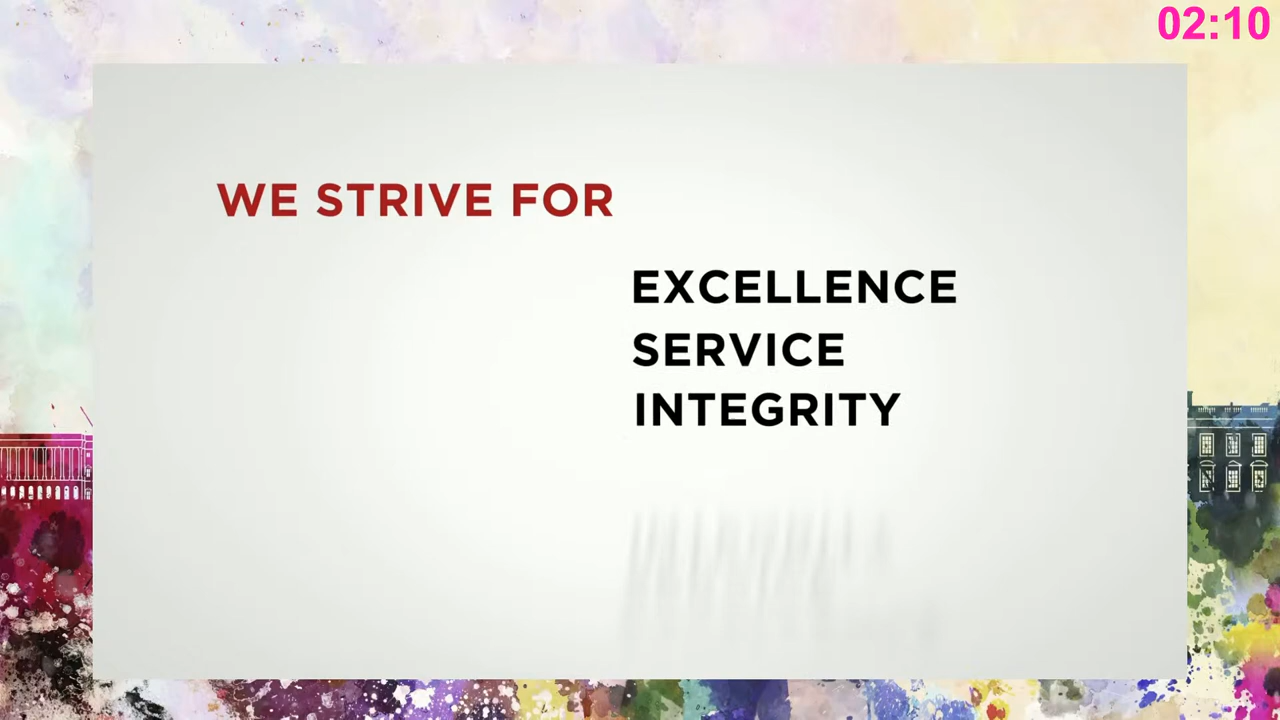 02:10
WE STRIVE FOR
EXCELLENCE
SERVICE
INTEGRITY